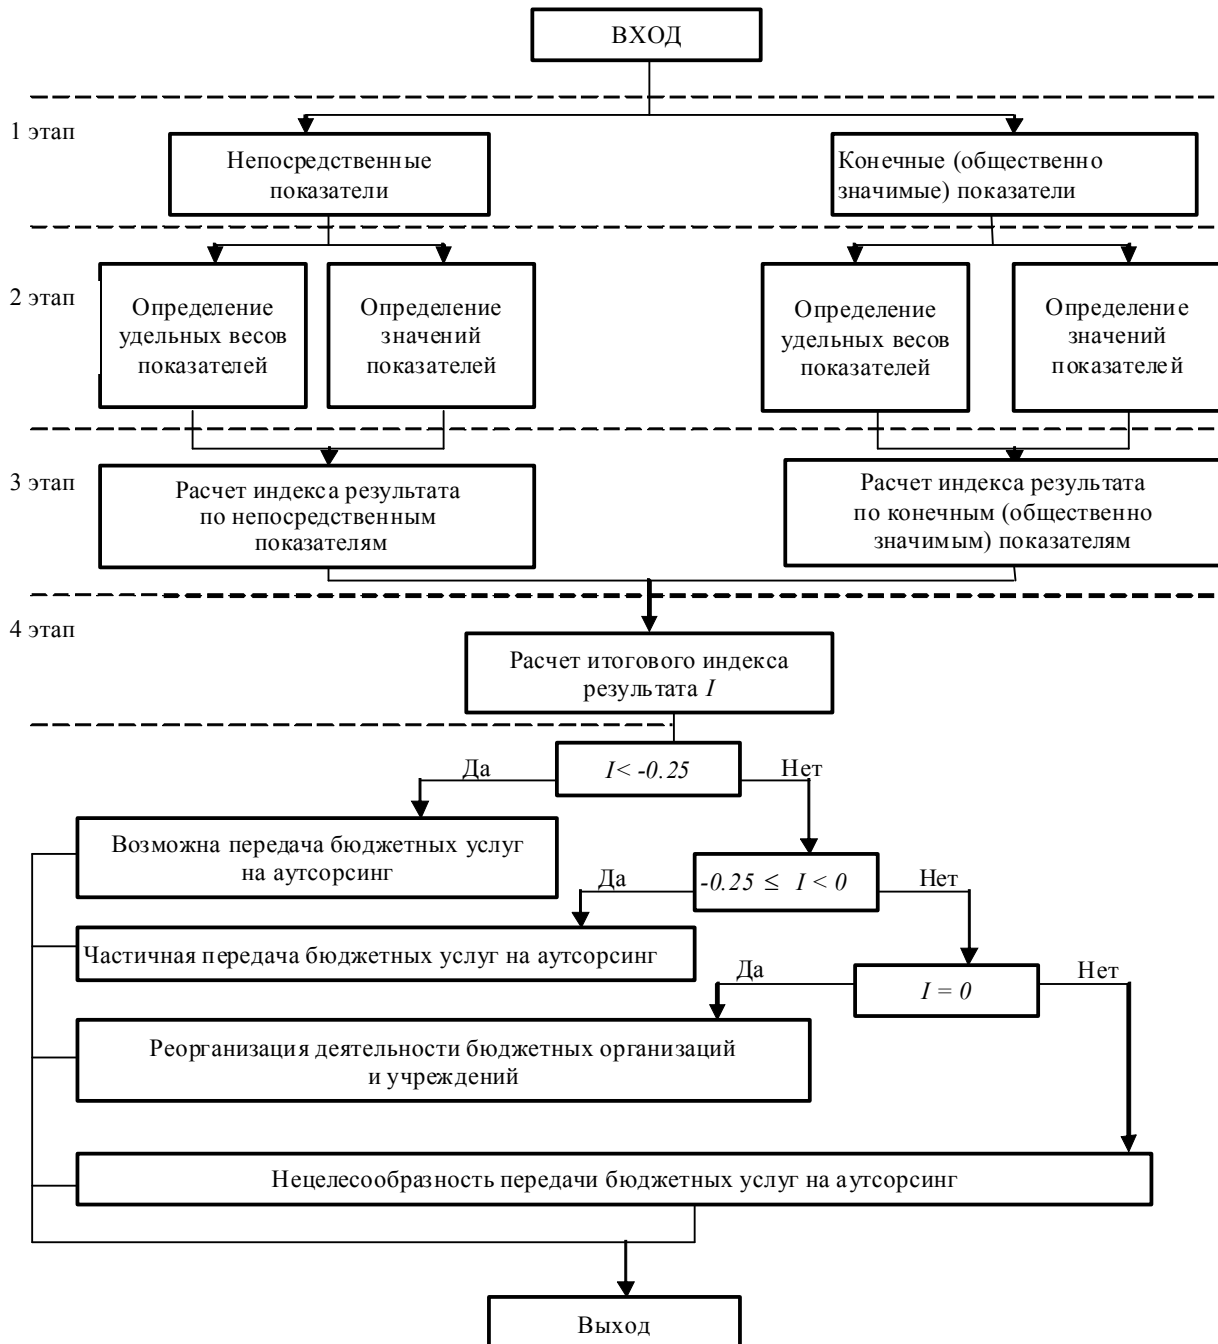 ВХОД
1 этап
Непосредственные
показатели
Конечные (общественно
значимые) показатели
2 этап
Определение
удельных весов
показателей
Определение
значений
показателей
Определение
удельных весов
показателей
Определение
значений
показателей
3 этап
Расчет индекса результата
по непосредственным
показателям
Расчет индекса результата
по конечным (общественно
значимым) показателям
4 этап
Расчет итогового индекса
результата I
Да
I< -0.25
Нет
Возможна передача бюджетных услуг
на аутсорсинг
Да
-0.25 ≤ I < 0
Нет
Частичная передача бюджетных услуг на аутсорсинг
Да
I = 0
Нет
Реорганизация деятельности бюджетных организаций
и учреждений
Нецелесообразность передачи бюджетных услуг на аутсорсинг
Выход